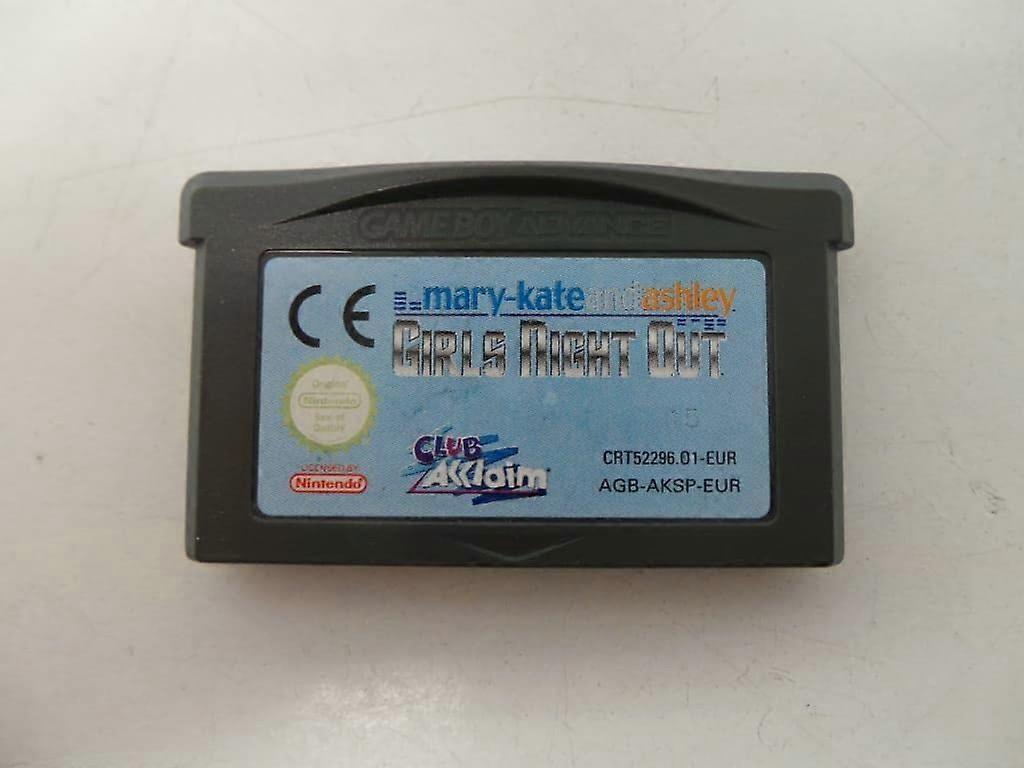 GAME BOY ADVANCE
CE
mary-kateandashley
GIRLS NIGHT OUT
Original
Nintendo
Seal of
Quality
15
LICENSED BY
Nintendo
CLUB
Acclaim
CRT52296.01-EUR
AGB-AKSP-EUR